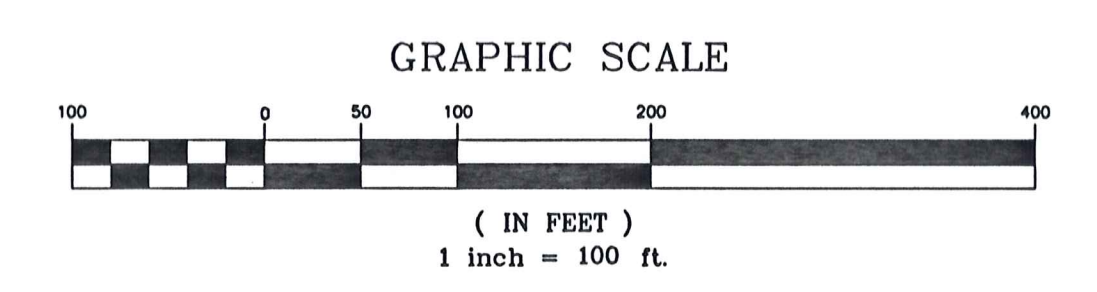 GRAPHIC SCALE
100 0 50 100 200 400
( IN FEET )
1 inch = 100 ft.